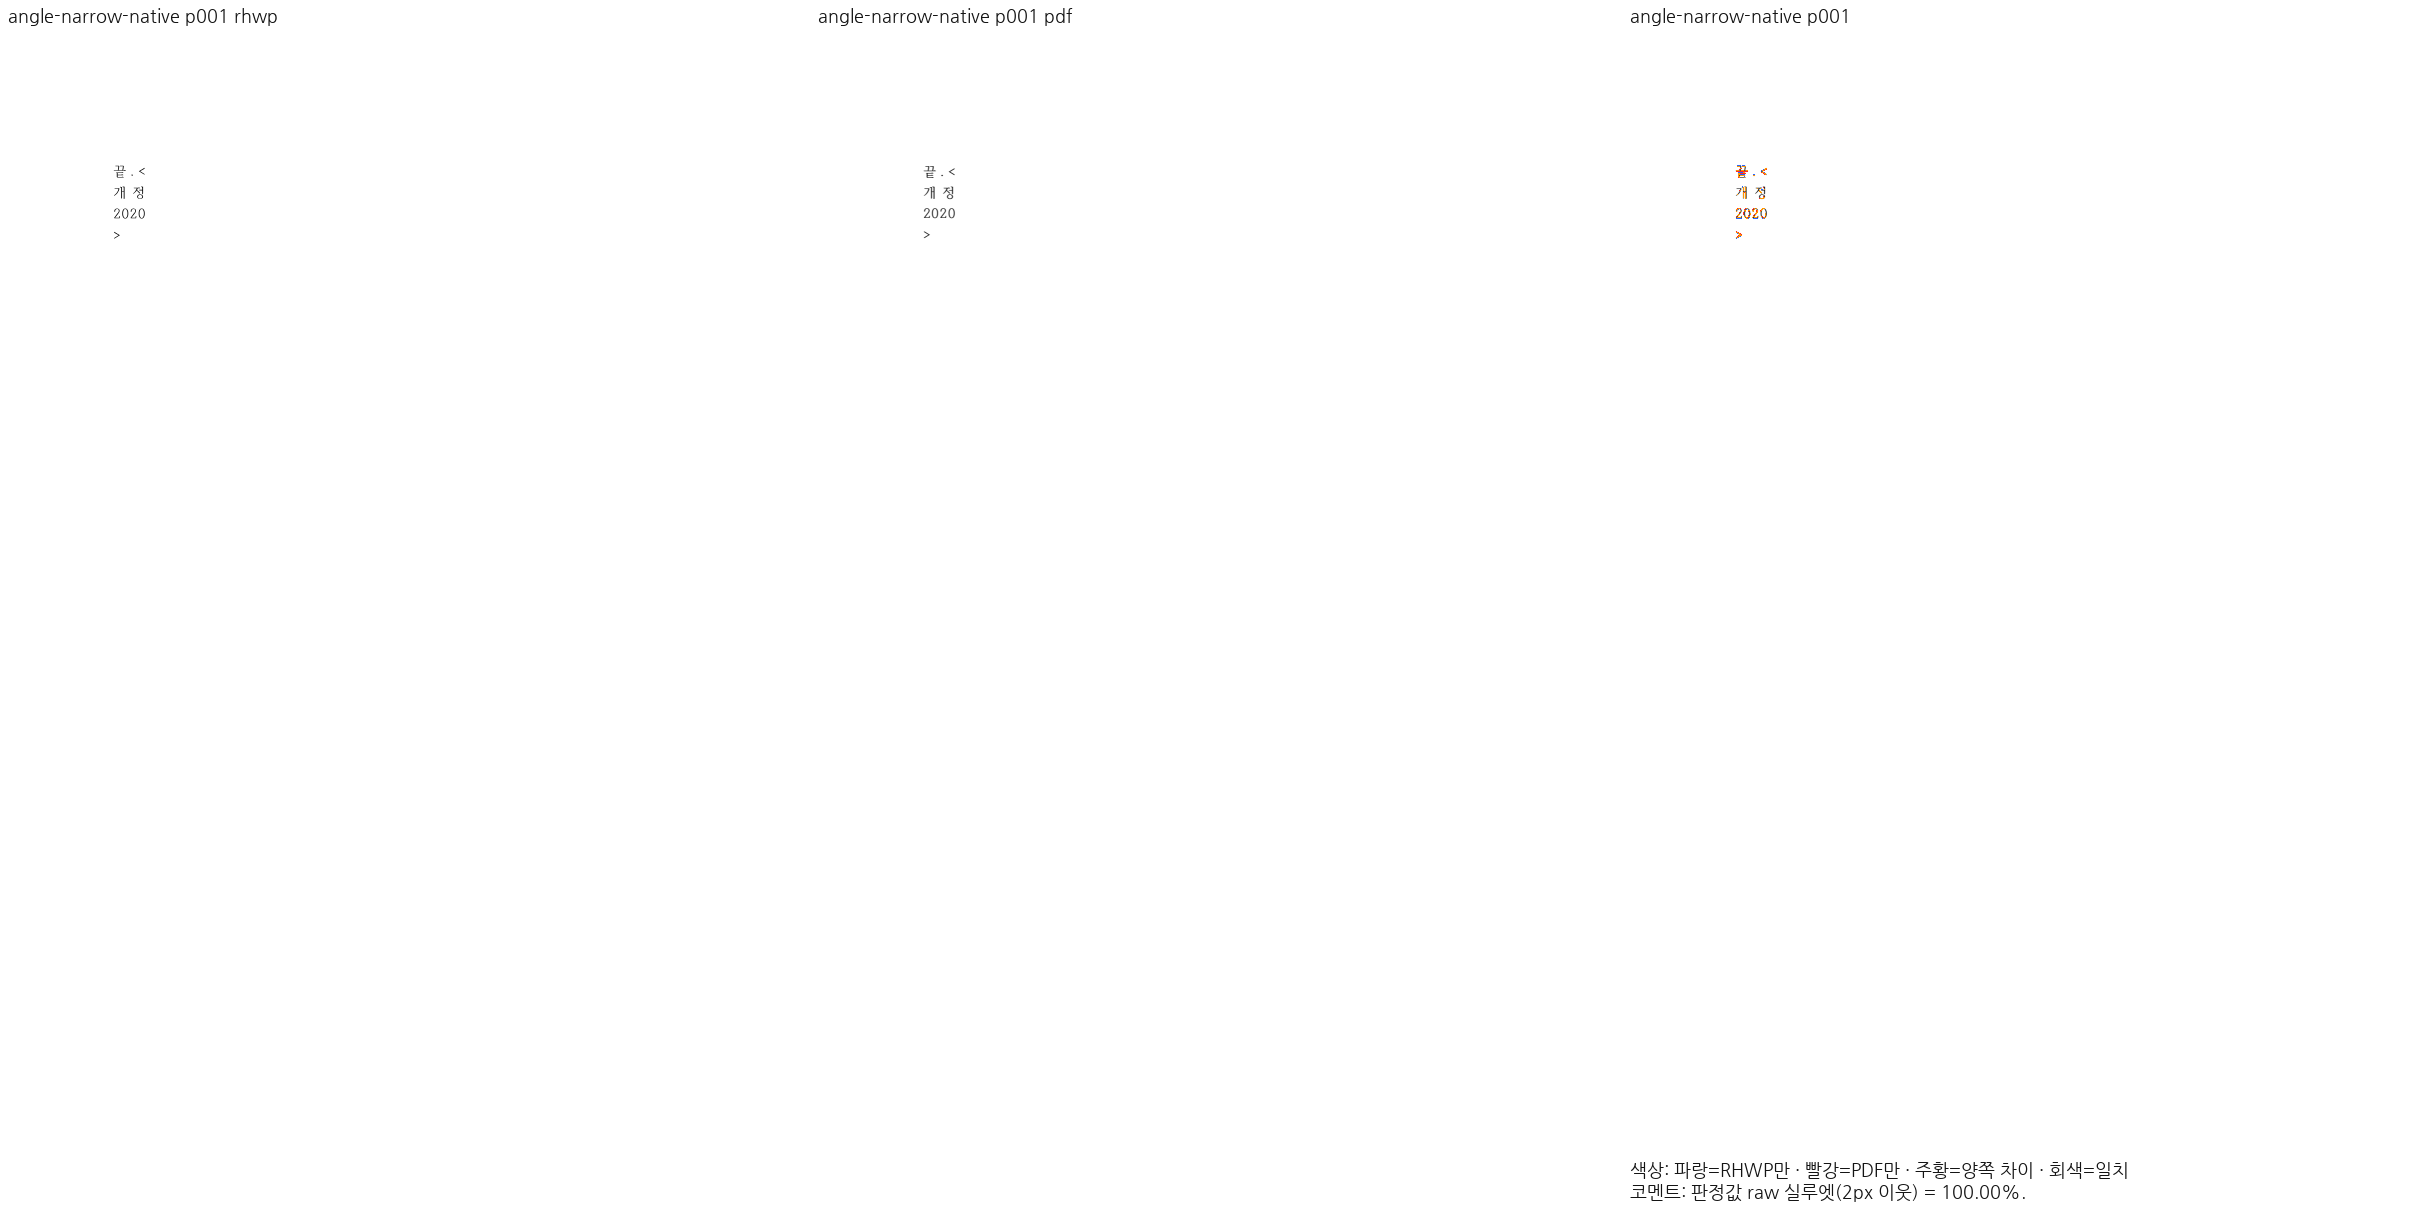 angle-narrow-native p001 rhwp
끝 . <
개 정
2020
>
angle-narrow-native p001 pdf
끝 . <
개 정
2020
>
angle-narrow-native p001
끝 . <
개 정
2020
>
색상: 파랑=RHWP만 · 빨강=PDF만 · 주황=양쪽 차이 · 회색=일치
코멘트: 판정값 raw 실루엣(2px 이웃) = 100.00%.